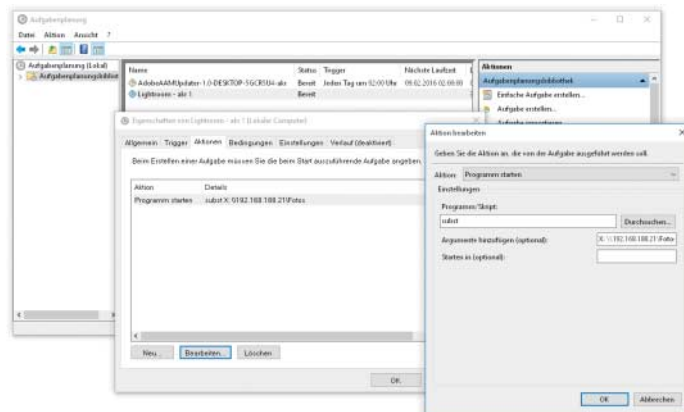 Aufgabenplanung
Datei Aktion Ansicht ?
Aufgabenplanung (Lokal)
Aufgabenplanungsbibliot
Name Status Trigger Nächste Laufzeit
AdobeAAMUpdater-1.0-DESKTOP-5GCR5U4-alx Bereit Jeden Tag um 02:00 Uhr 09.02.2016 02:00:00
Lightroom - alx 1 Bereit
Aktionen
Aufgabenplanungsbibliothek
Einfache Aufgabe erstellen...
Aufgabe erstellen...
Aufgabe importieren...
Eigenschaften von Lightroom - alx 1 (Lokaler Computer)
Allgemein Trigger Aktionen Bedingungen Einstellungen Verlauf (deaktiviert)
Beim Erstellen einer Aufgabe müssen Sie die beim Start auszuführende Aufgabe angeben.
Aktion Details
Programm starten subst X: \\192.168.188.21\Fotos
Neu... Bearbeiten... Löschen
OK
Aktion bearbeiten
Geben Sie die Aktion an, die von der Aufgabe ausgeführt werden soll.
Aktion: Programm starten
Einstellungen
Programm/Skript:
subst Durchsuchen...
Argumente hinzufügen (optional): X: \\192.168.188.21\Fotos
Starten in (optional):
OK Abbrechen